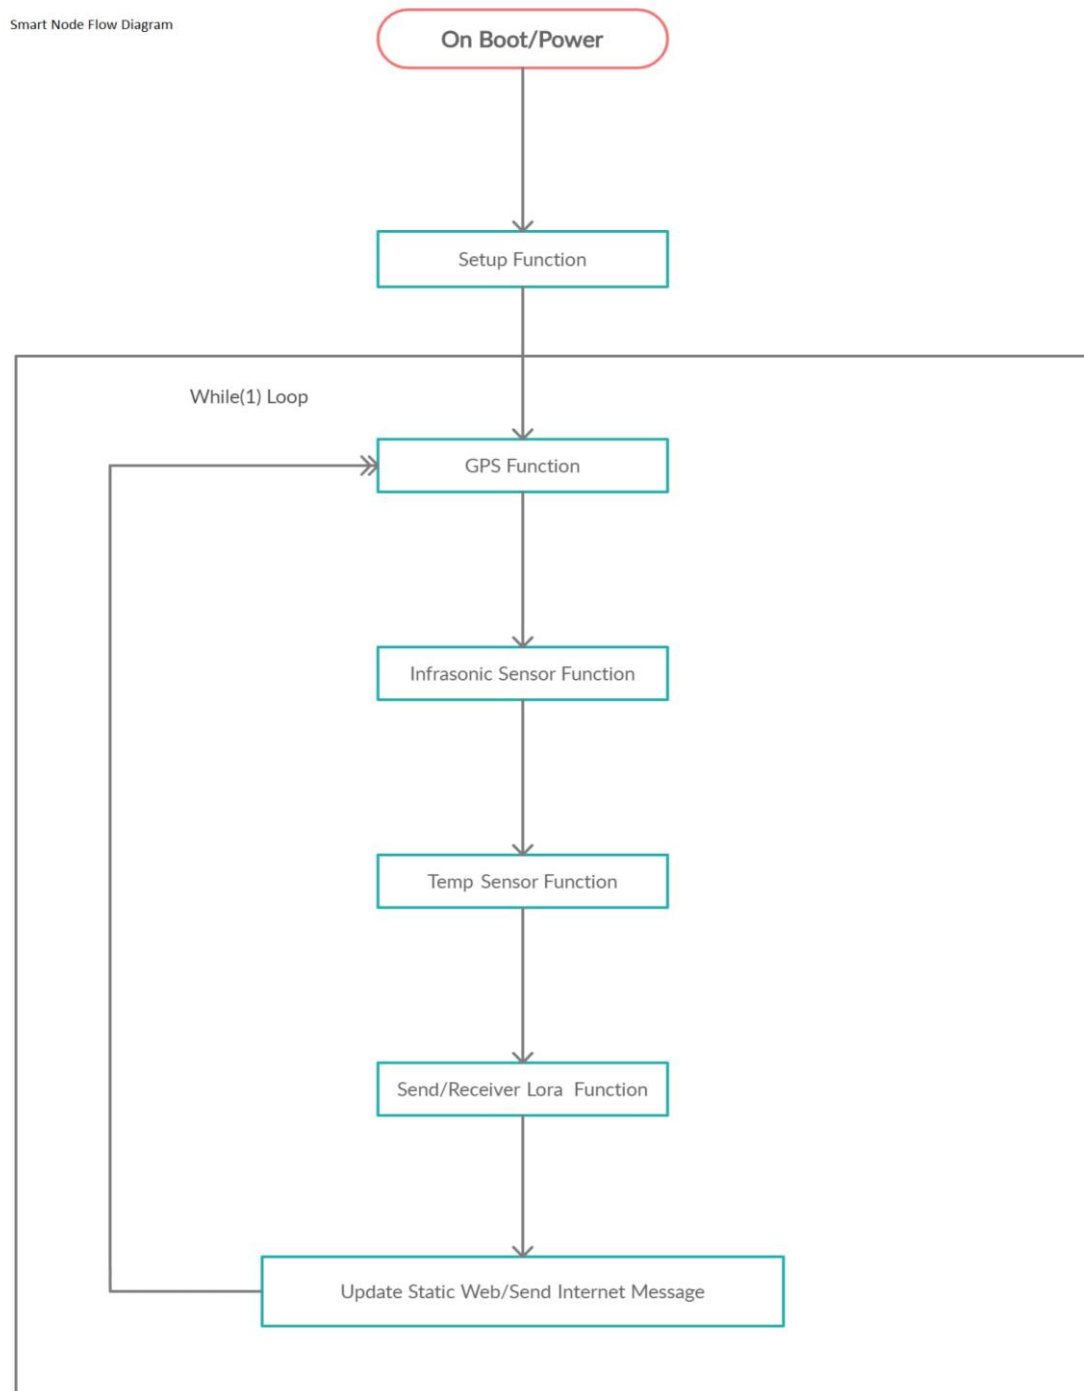 Smart Node Flow Diagram
On Boot/Power
Setup Function
While(1) Loop
GPS Function
Infrasonic Sensor Function
Temp Sensor Function
Send/Receiver Lora Function
Update Static Web/Send Internet Message